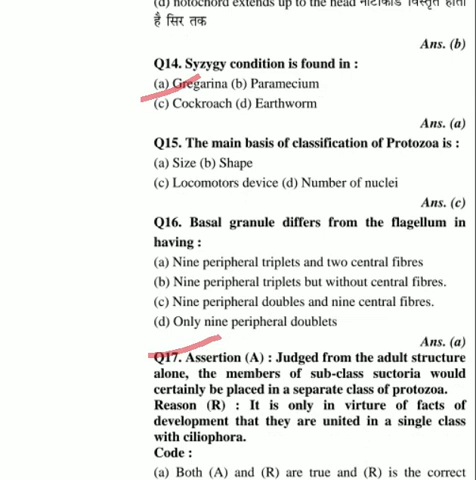 (d) notochord extends up to the head नोटोकॉर्ड विस्तृत होता
है सिर तक
Ans. (b)
Q14. Syzygy condition is found in :
(a) Gregarina (b) Paramecium
(c) Cockroach (d) Earthworm
Ans. (a)
Q15. The main basis of classification of Protozoa is :
(a) Size (b) Shape
(c) Locomotors device (d) Number of nuclei
Ans. (c)
Q16. Basal granule differs from the flagellum in
having :
(a) Nine peripheral triplets and two central fibres
(b) Nine peripheral triplets but without central fibres.
(c) Nine peripheral doubles and nine central fibres.
(d) Only nine peripheral doublets
Ans. (a)
Q17. Assertion (A) : Judged from the adult structure
alone, the members of sub-class suctoria would
certainly be placed in a separate class of protozoa.
Reason (R) : It is only in virture of facts of
development that they are united in a single class
with ciliophora.
Code :
(a) Both (A) and (R) are true and (R) is the correct